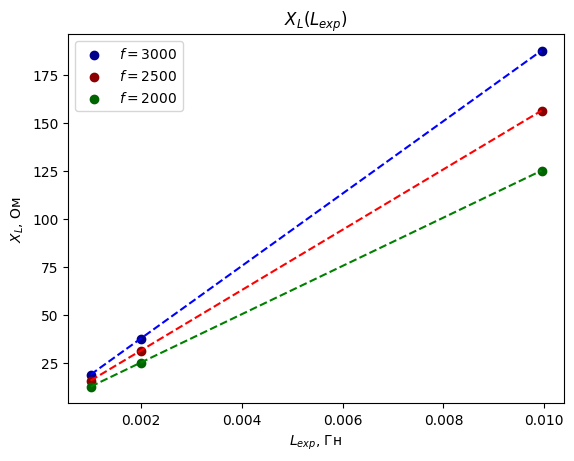 X_L(L_exp)
f = 3000
f = 2500
f = 2000
X_L, Ом
175
150
125
100
75
50
25
0.002
0.004
0.006
0.008
0.010
L_exp, Гн